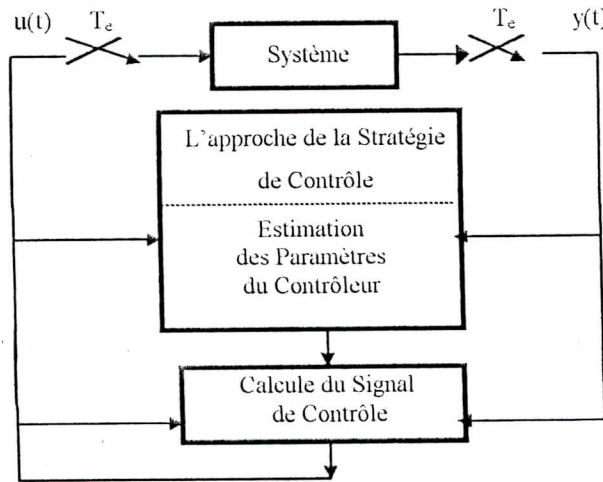 u(t) Te Système Te y(t)
L'approche de la Stratégie
de Contrôle
Estimation
des Paramètres
du Contrôleur
Calcule du Signal
de Contrôle